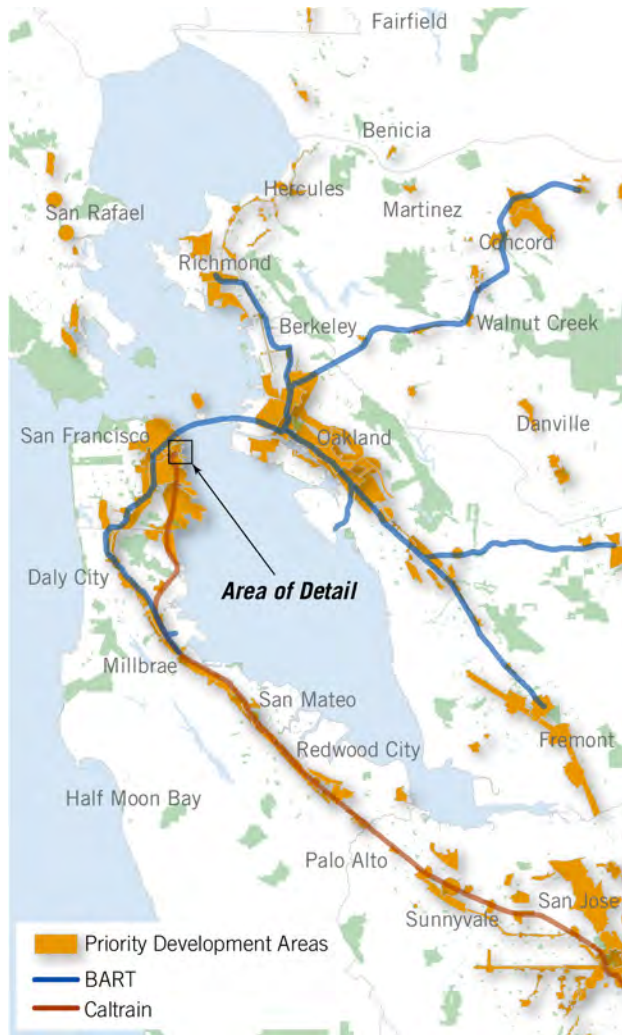 Fairfield
Benicia
Hercules
San Rafael
Martinez
Concord
Richmond
Berkeley
Walnut Creek
San Francisco
Oakland
Danville
Daly City
Area of Detail
Millbrae
San Mateo
Redwood City
Fremont
Half Moon Bay
Palo Alto
Sunnyvale
San Jose
Priority Development Areas
BART
Caltrain